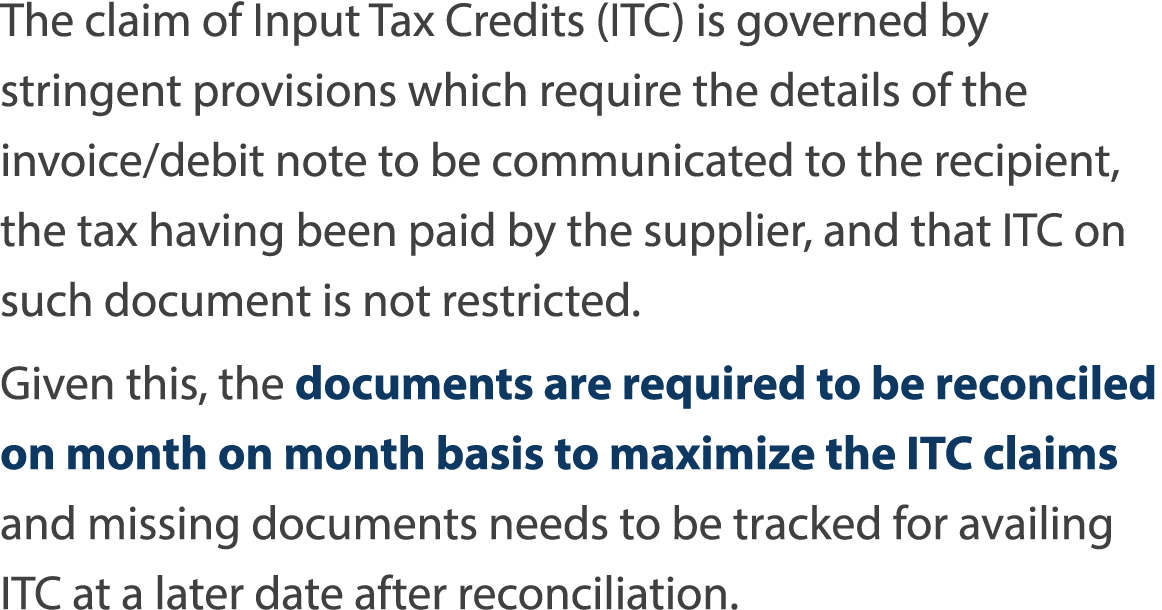 The claim of Input Tax Credits (ITC) is governed by
stringent provisions which require the details of the
invoice/debit note to be communicated to the recipient,
the tax having been paid by the supplier, and that ITC on
such document is not restricted.
Given this, the documents are required to be reconciled
on month on month basis to maximize the ITC claims
and missing documents needs to be tracked for availing
ITC at a later date after reconciliation.